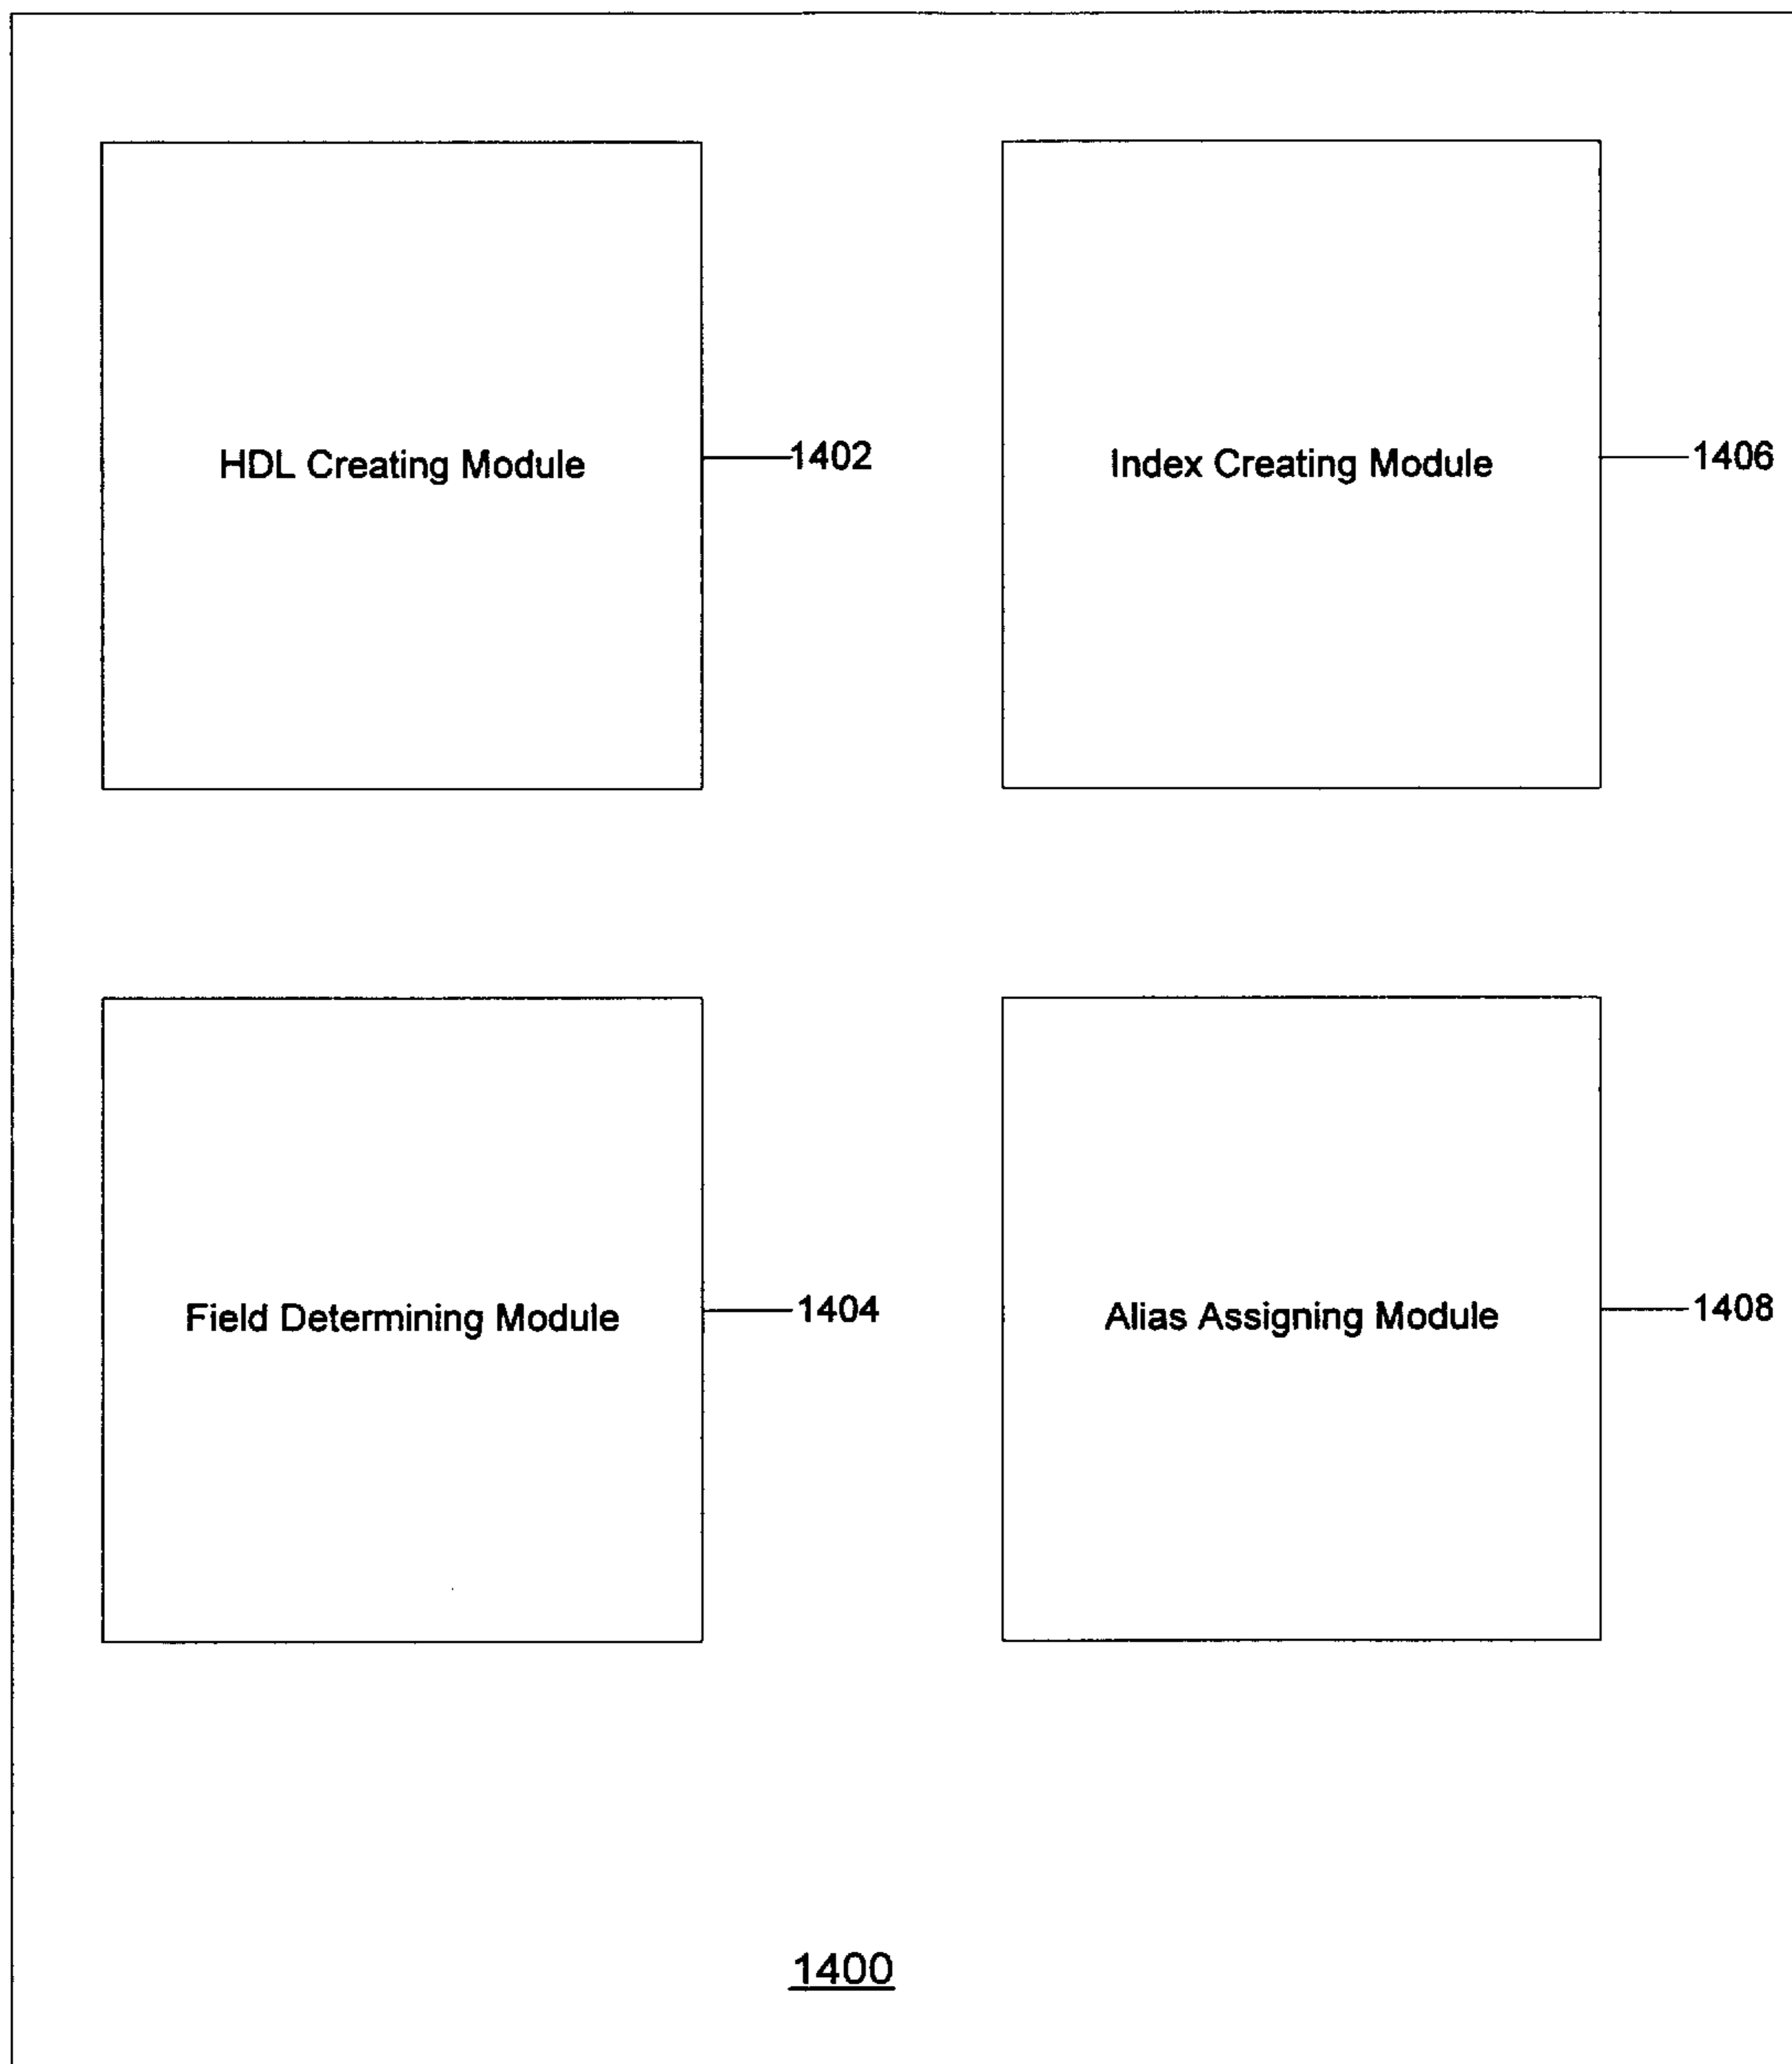 HDL Creating Module
1402
Index Creating Module
1406
Field Determining Module
1404
Alias Assigning Module
1408
1400